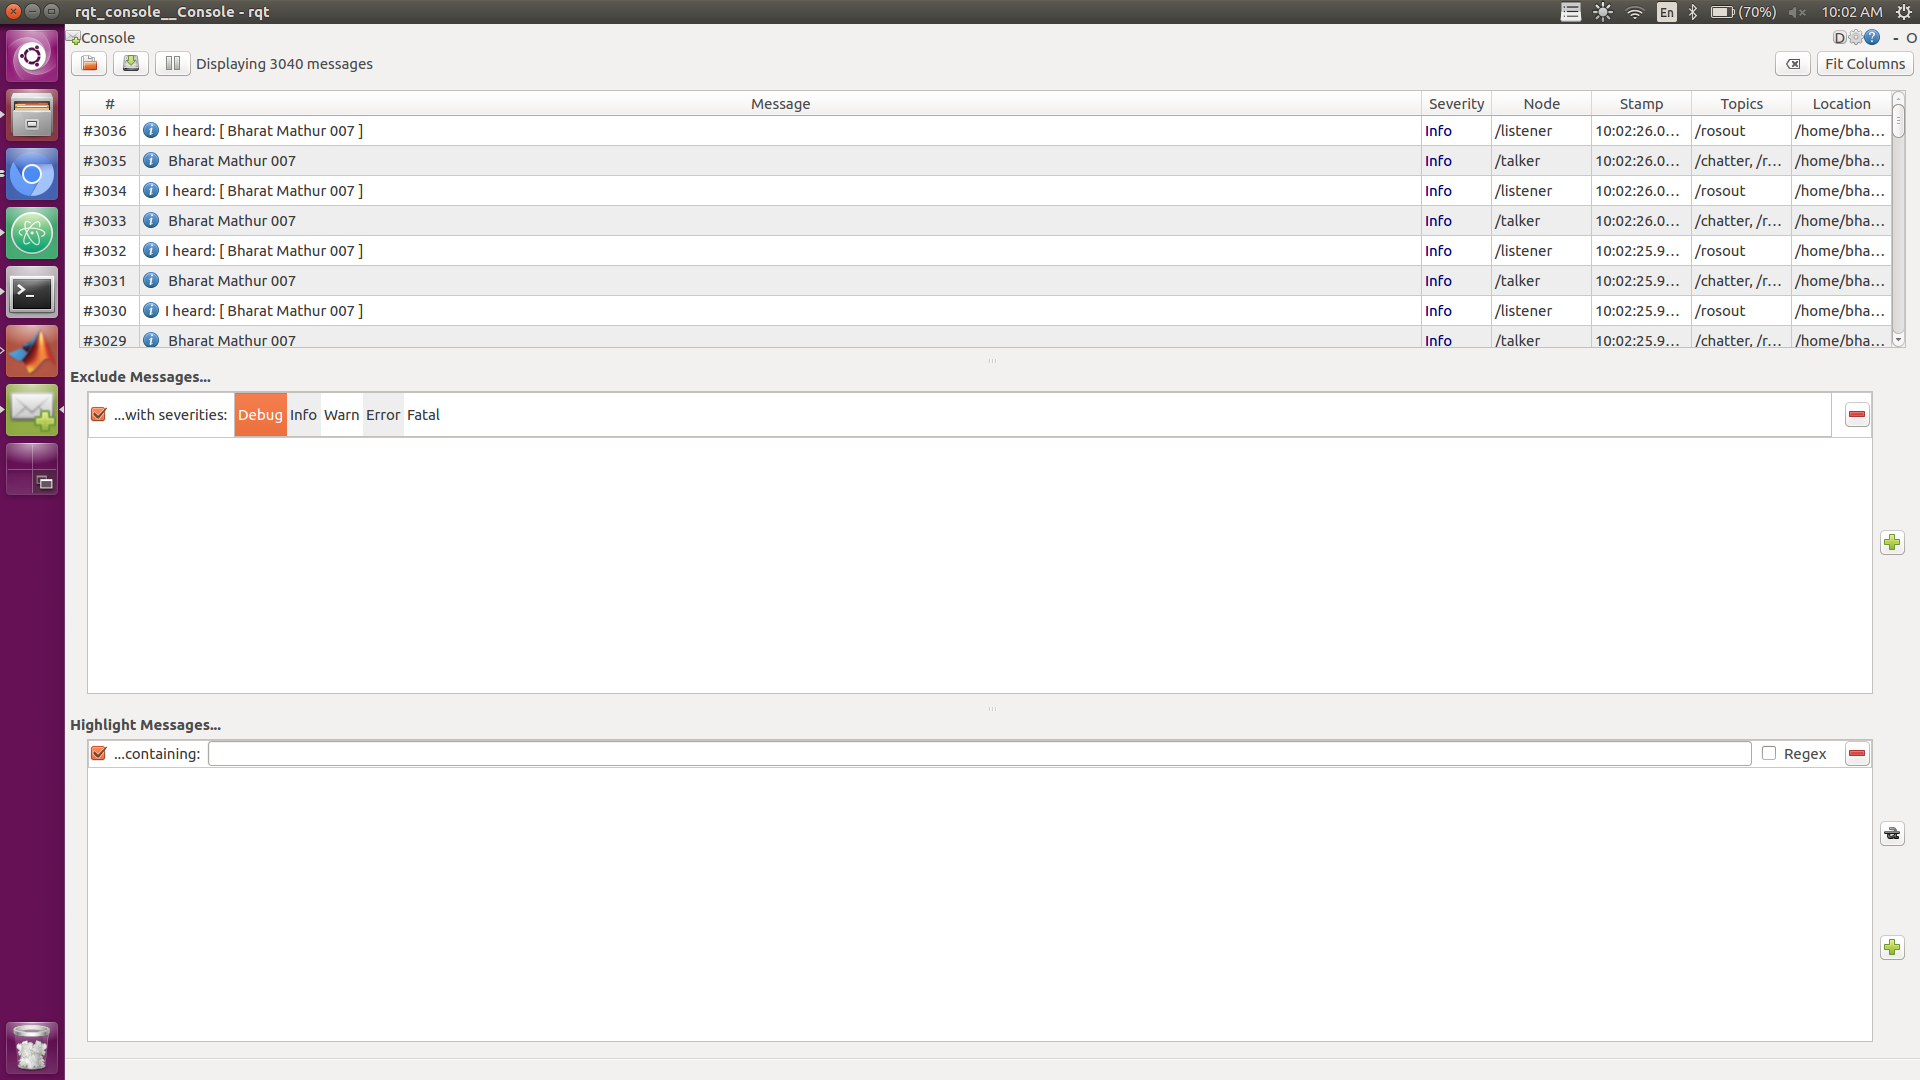 rqt_console__Console - rqt
En (70%) 10:02 AM
Console D - O
Displaying 3040 messages Fit Columns
# Message Severity Node Stamp Topics Location
#3036 I heard: [ Bharat Mathur 007 ] Info /listener 10:02:26.0... /rosout /home/bha...
#3035 Bharat Mathur 007 Info /talker 10:02:26.0... /chatter, /r... /home/bha...
#3034 I heard: [ Bharat Mathur 007 ] Info /listener 10:02:26.0... /rosout /home/bha...
#3033 Bharat Mathur 007 Info /talker 10:02:26.0... /chatter, /r... /home/bha...
#3032 I heard: [ Bharat Mathur 007 ] Info /listener 10:02:25.9... /rosout /home/bha...
#3031 Bharat Mathur 007 Info /talker 10:02:25.9... /chatter, /r... /home/bha...
#3030 I heard: [ Bharat Mathur 007 ] Info /listener 10:02:25.9... /rosout /home/bha...
#3029 Bharat Mathur 007 Info /talker 10:02:25.9... /chatter, /r... /home/bha...
Exclude Messages...
...with severities: Debug Info Warn Error Fatal
Highlight Messages...
...containing: Regex